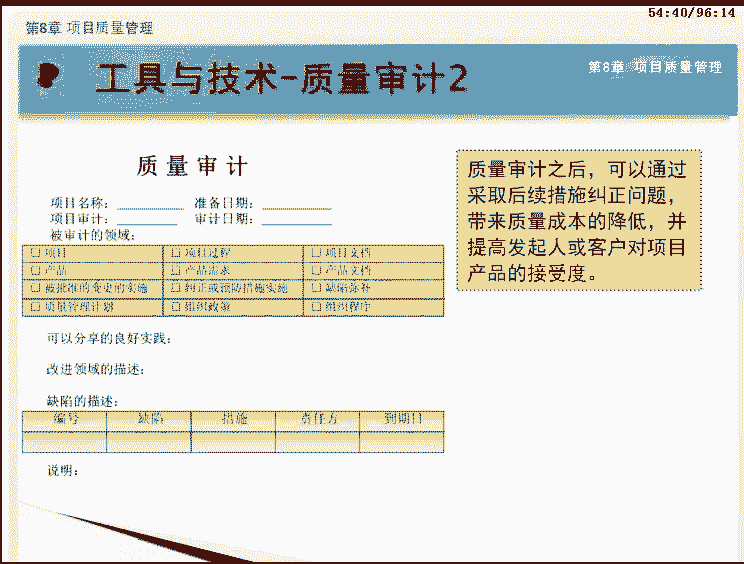 54:40/96:14
第8章 项目质量管理
工具与技术-质量审计2
第8章 项目质量管理
质量审计
项目名称：________ 准备日期：________
项目审计：________ 审计日期：________
被审计的领域：
□ 项目 □ 项目过程 □ 项目文档
□ 产品 □ 产品需求 □ 产品文档
□ 被批准的变更的实施 □ 纠正或预防措施实施 □ 缺陷弥补
□ 质量管理计划 □ 组织政策 □ 组织程序
可以分享的良好实践：
改进领域的描述：
缺陷的描述：
编号 缺陷 措施 责任方 到期日
说明：
质量审计之后，可以通过
采取后续措施纠正问题，
带来质量成本的降低，并
提高发起人或客户对项目
产品的接受度。